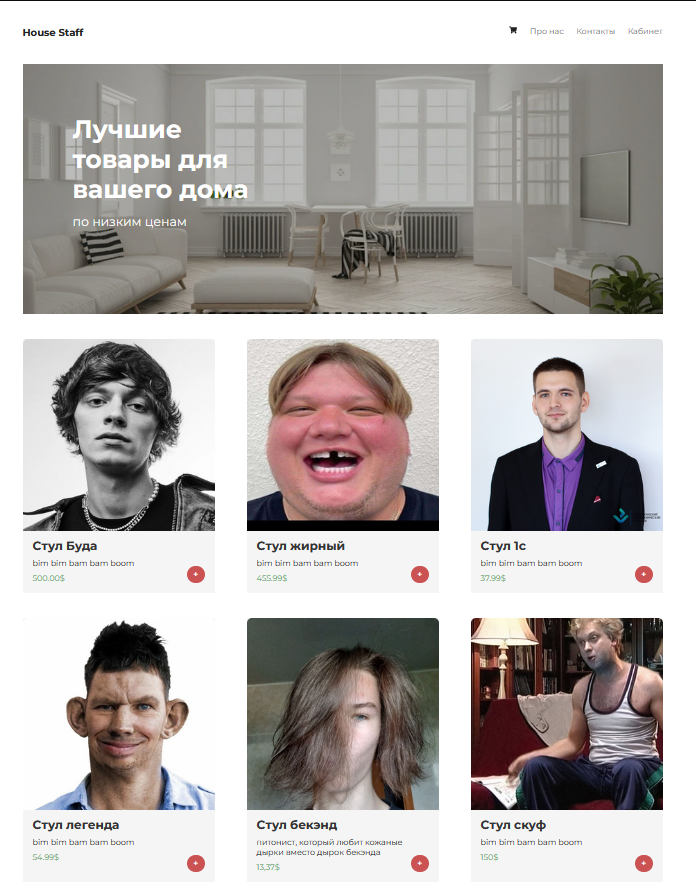 House Staff
Про нас Контакты Кабинет
Лучшие
товары для
вашего дома
по низким ценам
Стул Буда
bim bim bam bam boom
500.00$
+
Стул жирный
bim bim bam bam boom
455.99$
+
Стул 1с
bim bim bam bam boom
37.99$
+
Стул легенда
bim bim bam bam boom
54.99$
+
Стул бекэнд
питонист, который любит кожаные
дырки вместо дырок бекэнда
13,37$
+
Стул скуф
bim bim bam bam boom
150$
+